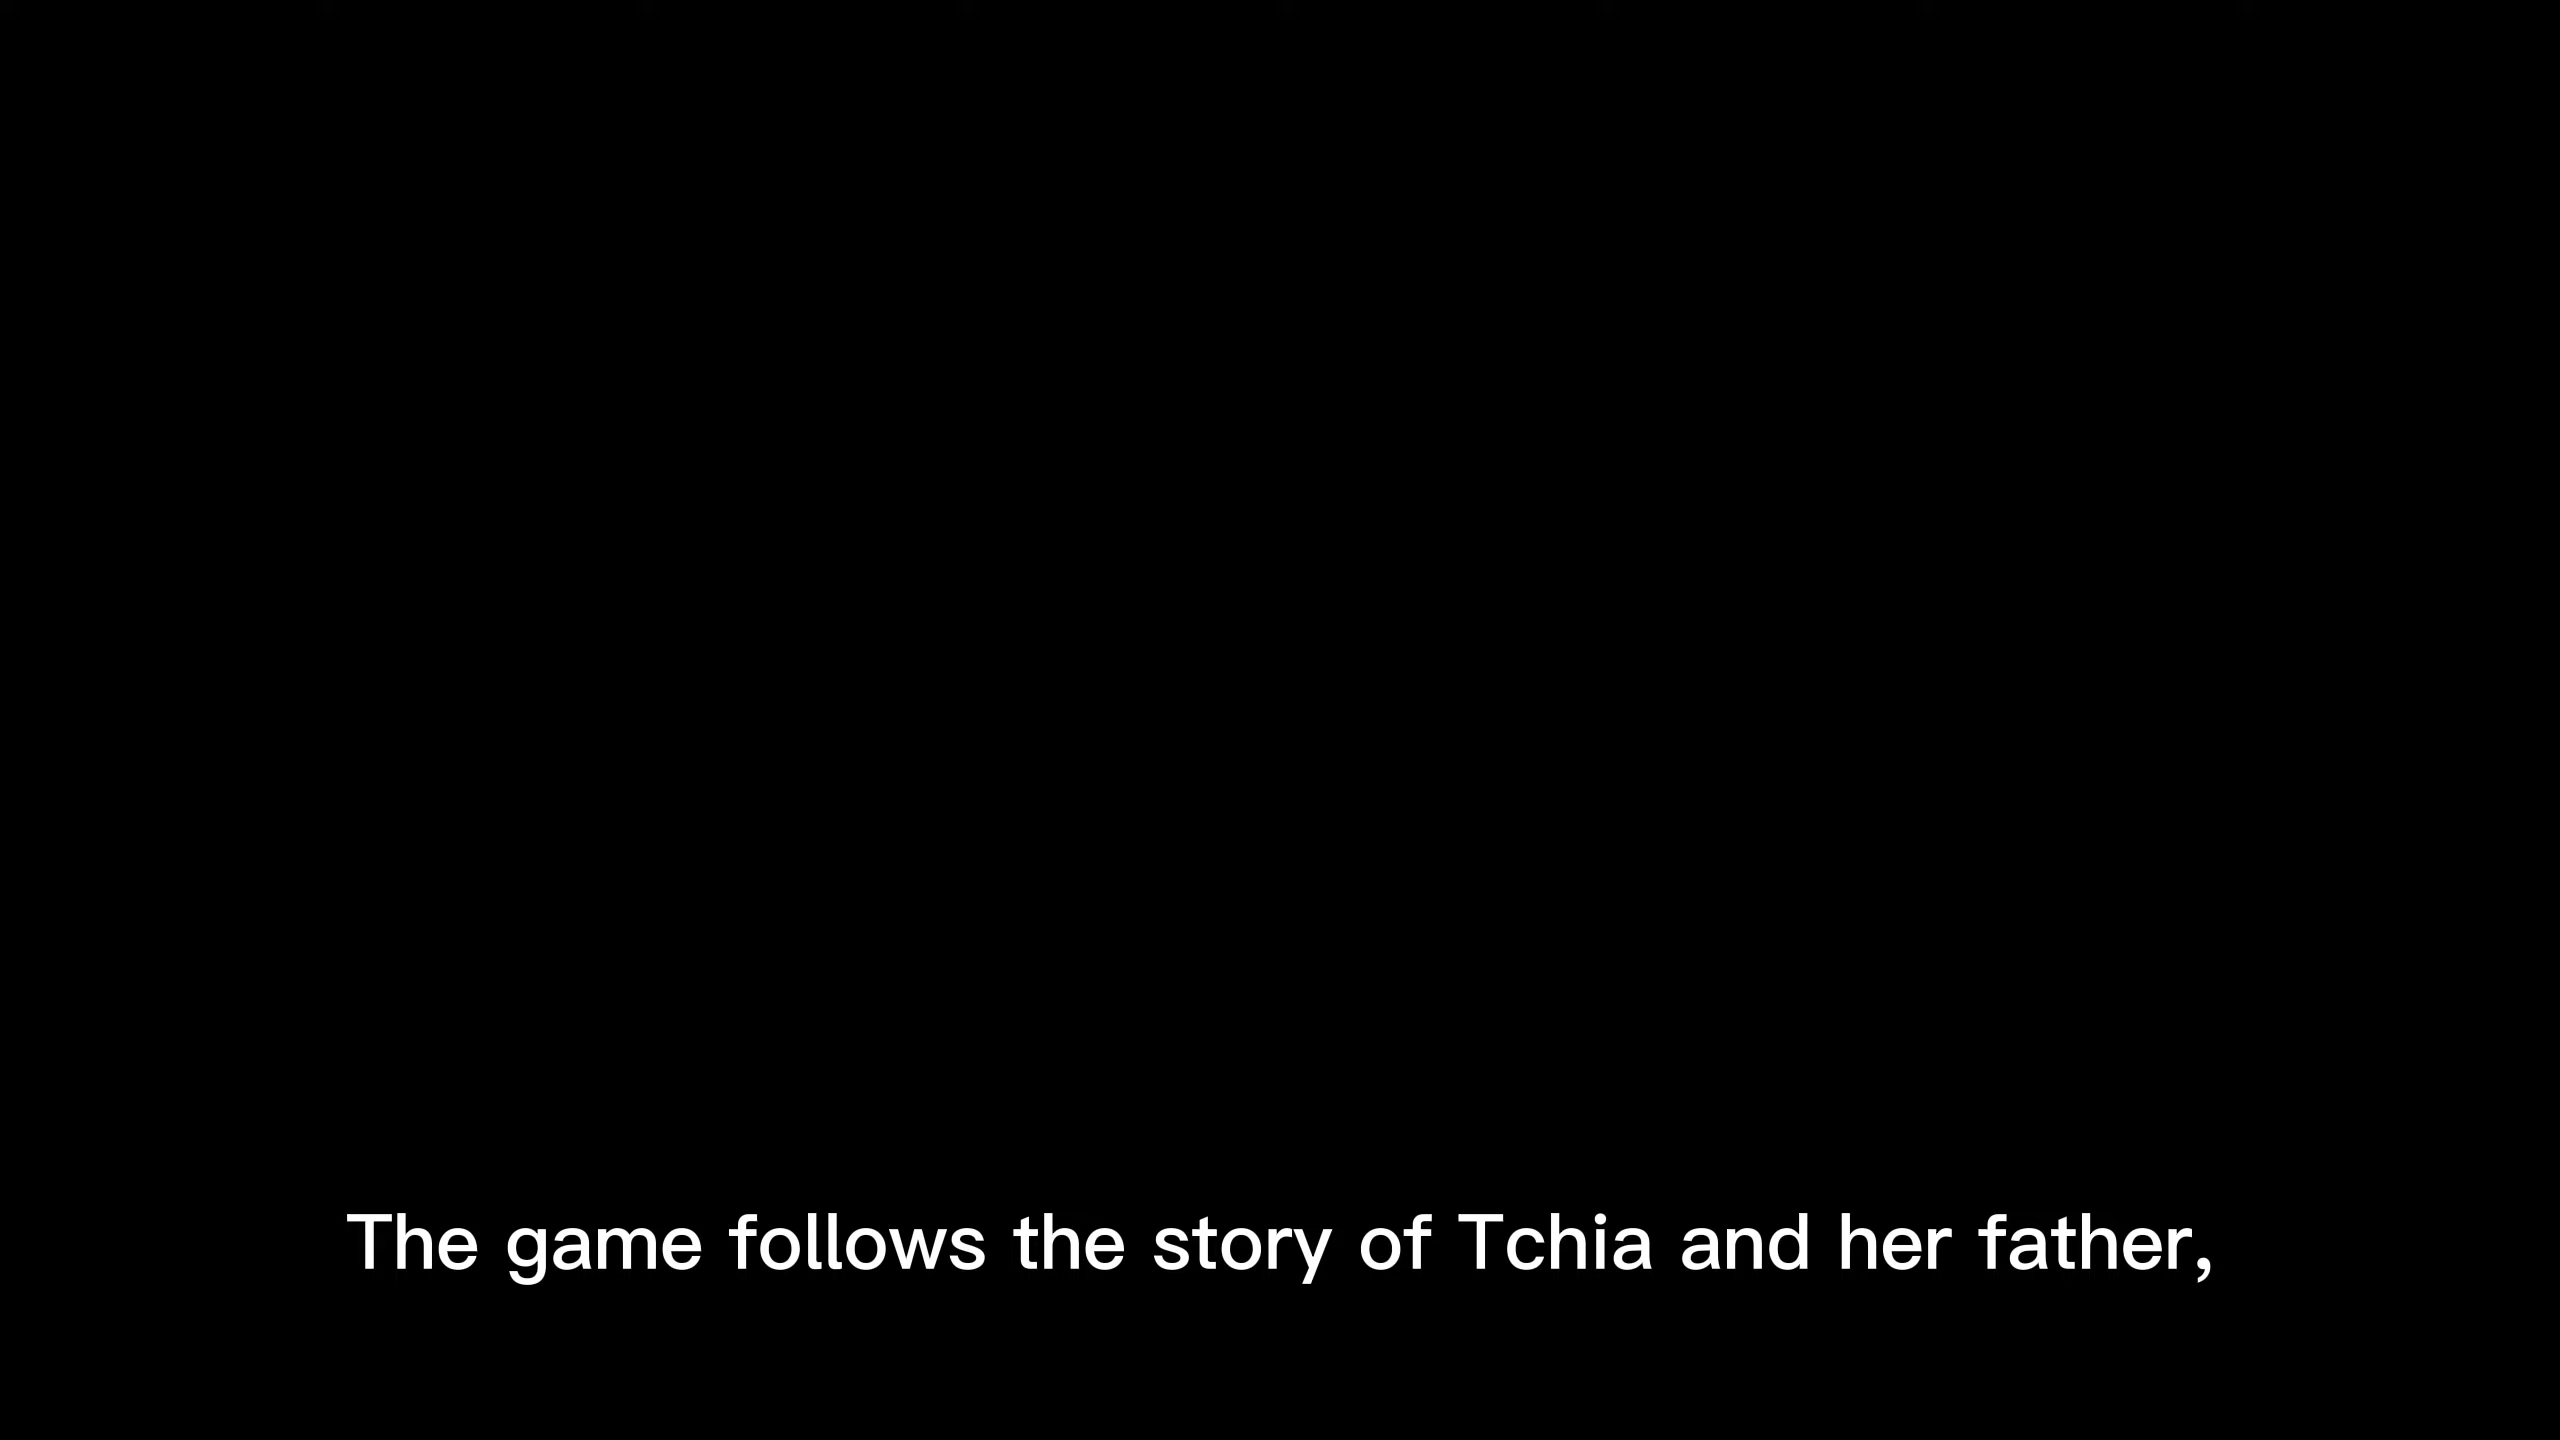 The game follows the story of Tchia and her father,